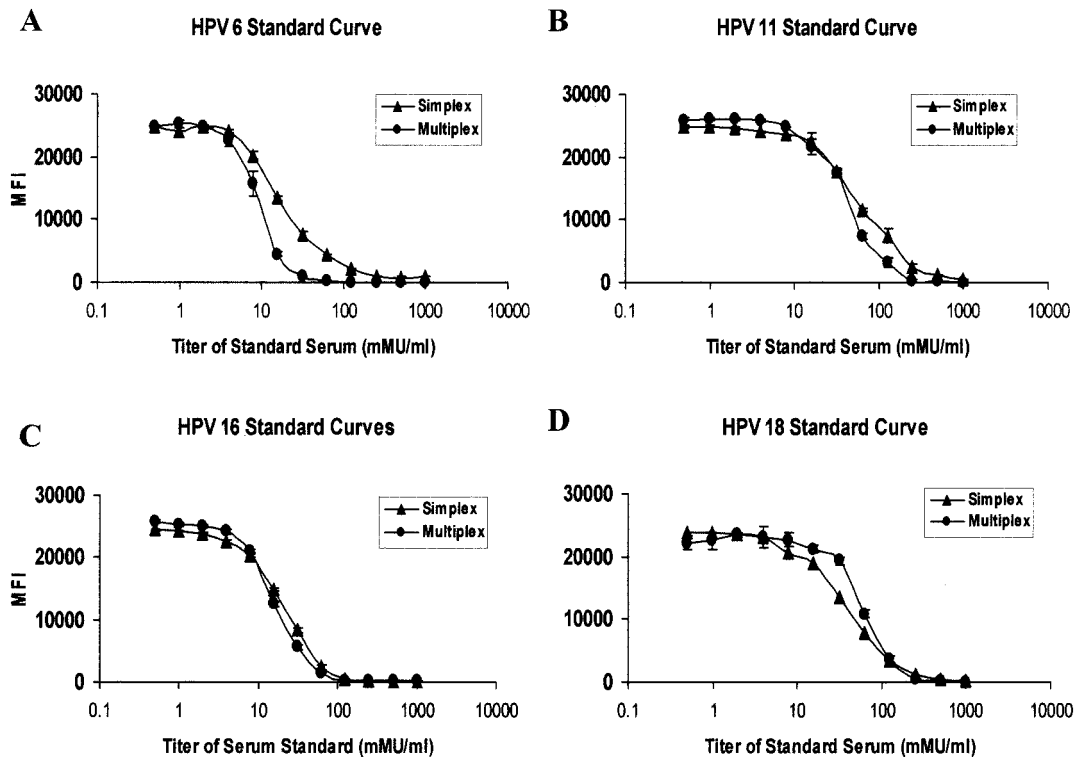 A
HPV 6 Standard Curve
30000
20000
10000
0
MFI
Simplex
Multiplex
0.1 1 10 100 1000 10000
Titer of Standard Serum (mMU/ml)
B
HPV 11 Standard Curve
30000
20000
10000
0
Simplex
Multiplex
0.1 1 10 100 1000 10000
Titer of Standard Serum (mMU/ml)
C
HPV 16 Standard Curves
30000
20000
10000
0
MFI
Simplex
Multiplex
0.1 1 10 100 1000 10000
Titer of Serum Standard (mMU/ml)
D
HPV 18 Standard Curve
30000
20000
10000
0
Simplex
Multiplex
0.1 1 10 100 1000 10000
Titer of Standard Serum (mMU/ml)